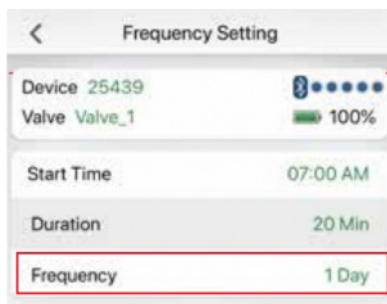 Frequency Setting
Device 25439
Valve Valve_1
100%
Start Time 07:00 AM
Duration 20 Min
Frequency 1 Day